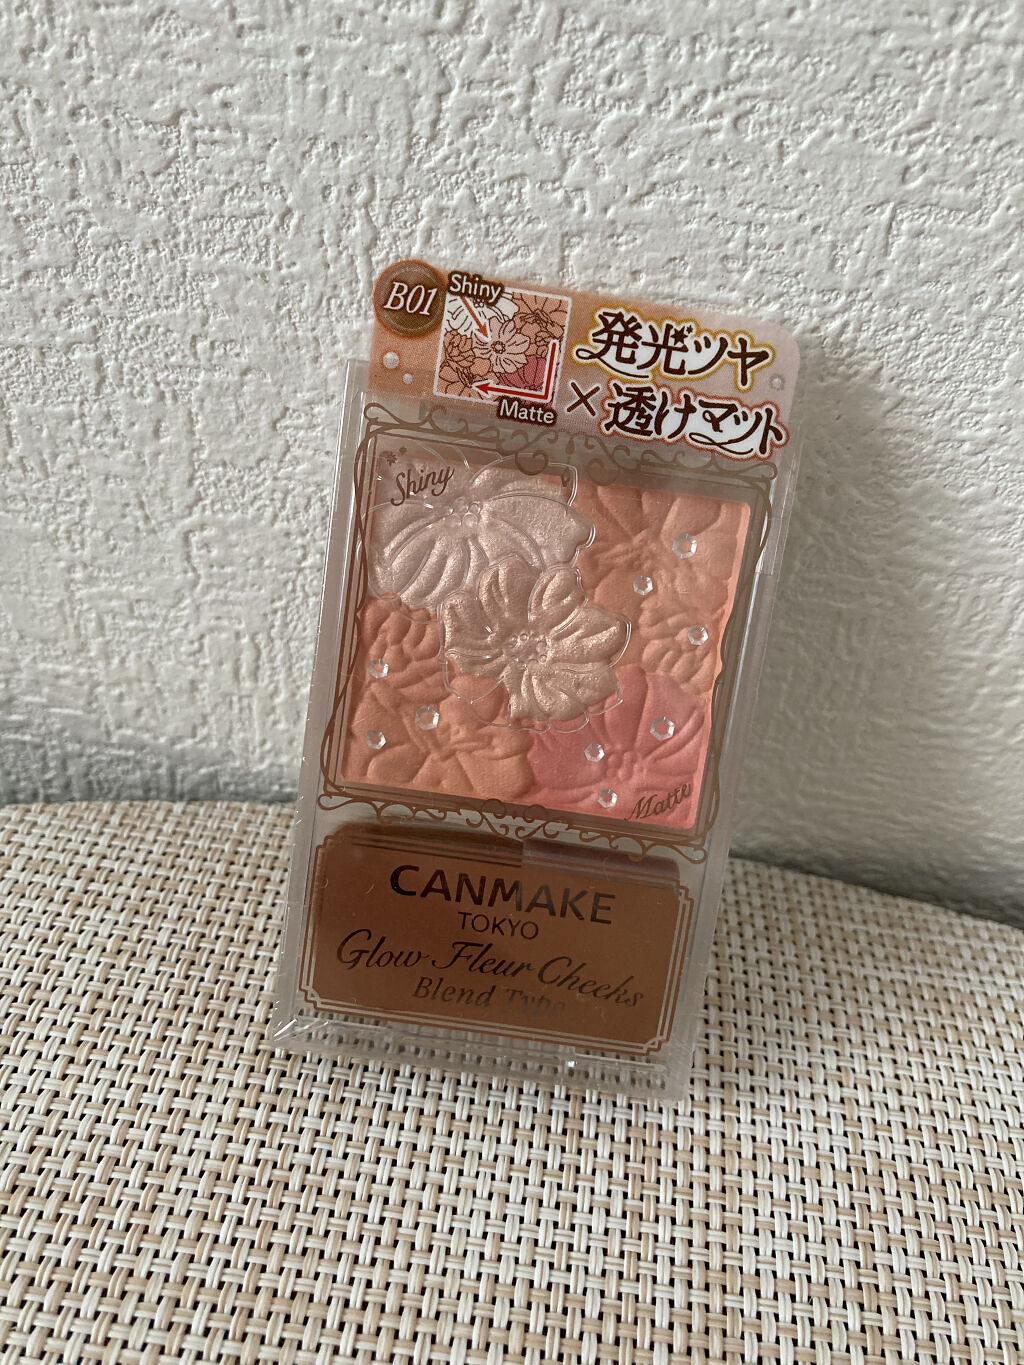 B01
Shiny
Matte
発光ツヤ
×透けマット
Shiny
Matte
CANMAKE
TOKYO
Glow Fleur Cheeks
Blend Type